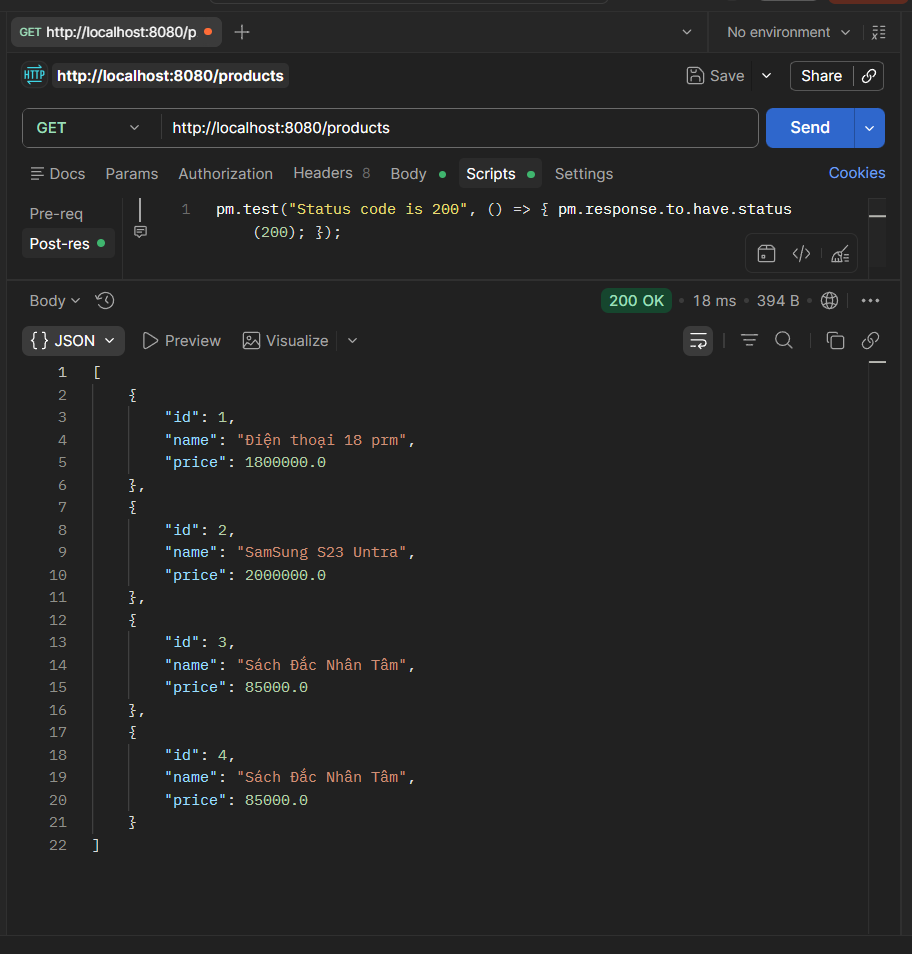 GET http://localhost:8080/p
No environment
HTTP http://localhost:8080/products
Save
Share
GET http://localhost:8080/products
Send
Docs Params Authorization Headers 8 Body Scripts Settings Cookies
Pre-req
Post-res
1 pm.test("Status code is 200", () => { pm.response.to.have.status
(200); });
Body
200 OK • 18 ms • 394 B
{ } JSON Preview Visualize
1 [
2 {
3 "id": 1,
4 "name": "Điện thoại 18 prm",
5 "price": 1800000.0
6 },
7 {
8 "id": 2,
9 "name": "SamSung S23 Untra",
10 "price": 2000000.0
11 },
12 {
13 "id": 3,
14 "name": "Sách Đắc Nhân Tâm",
15 "price": 85000.0
16 },
17 {
18 "id": 4,
19 "name": "Sách Đắc Nhân Tâm",
20 "price": 85000.0
21 }
22 ]